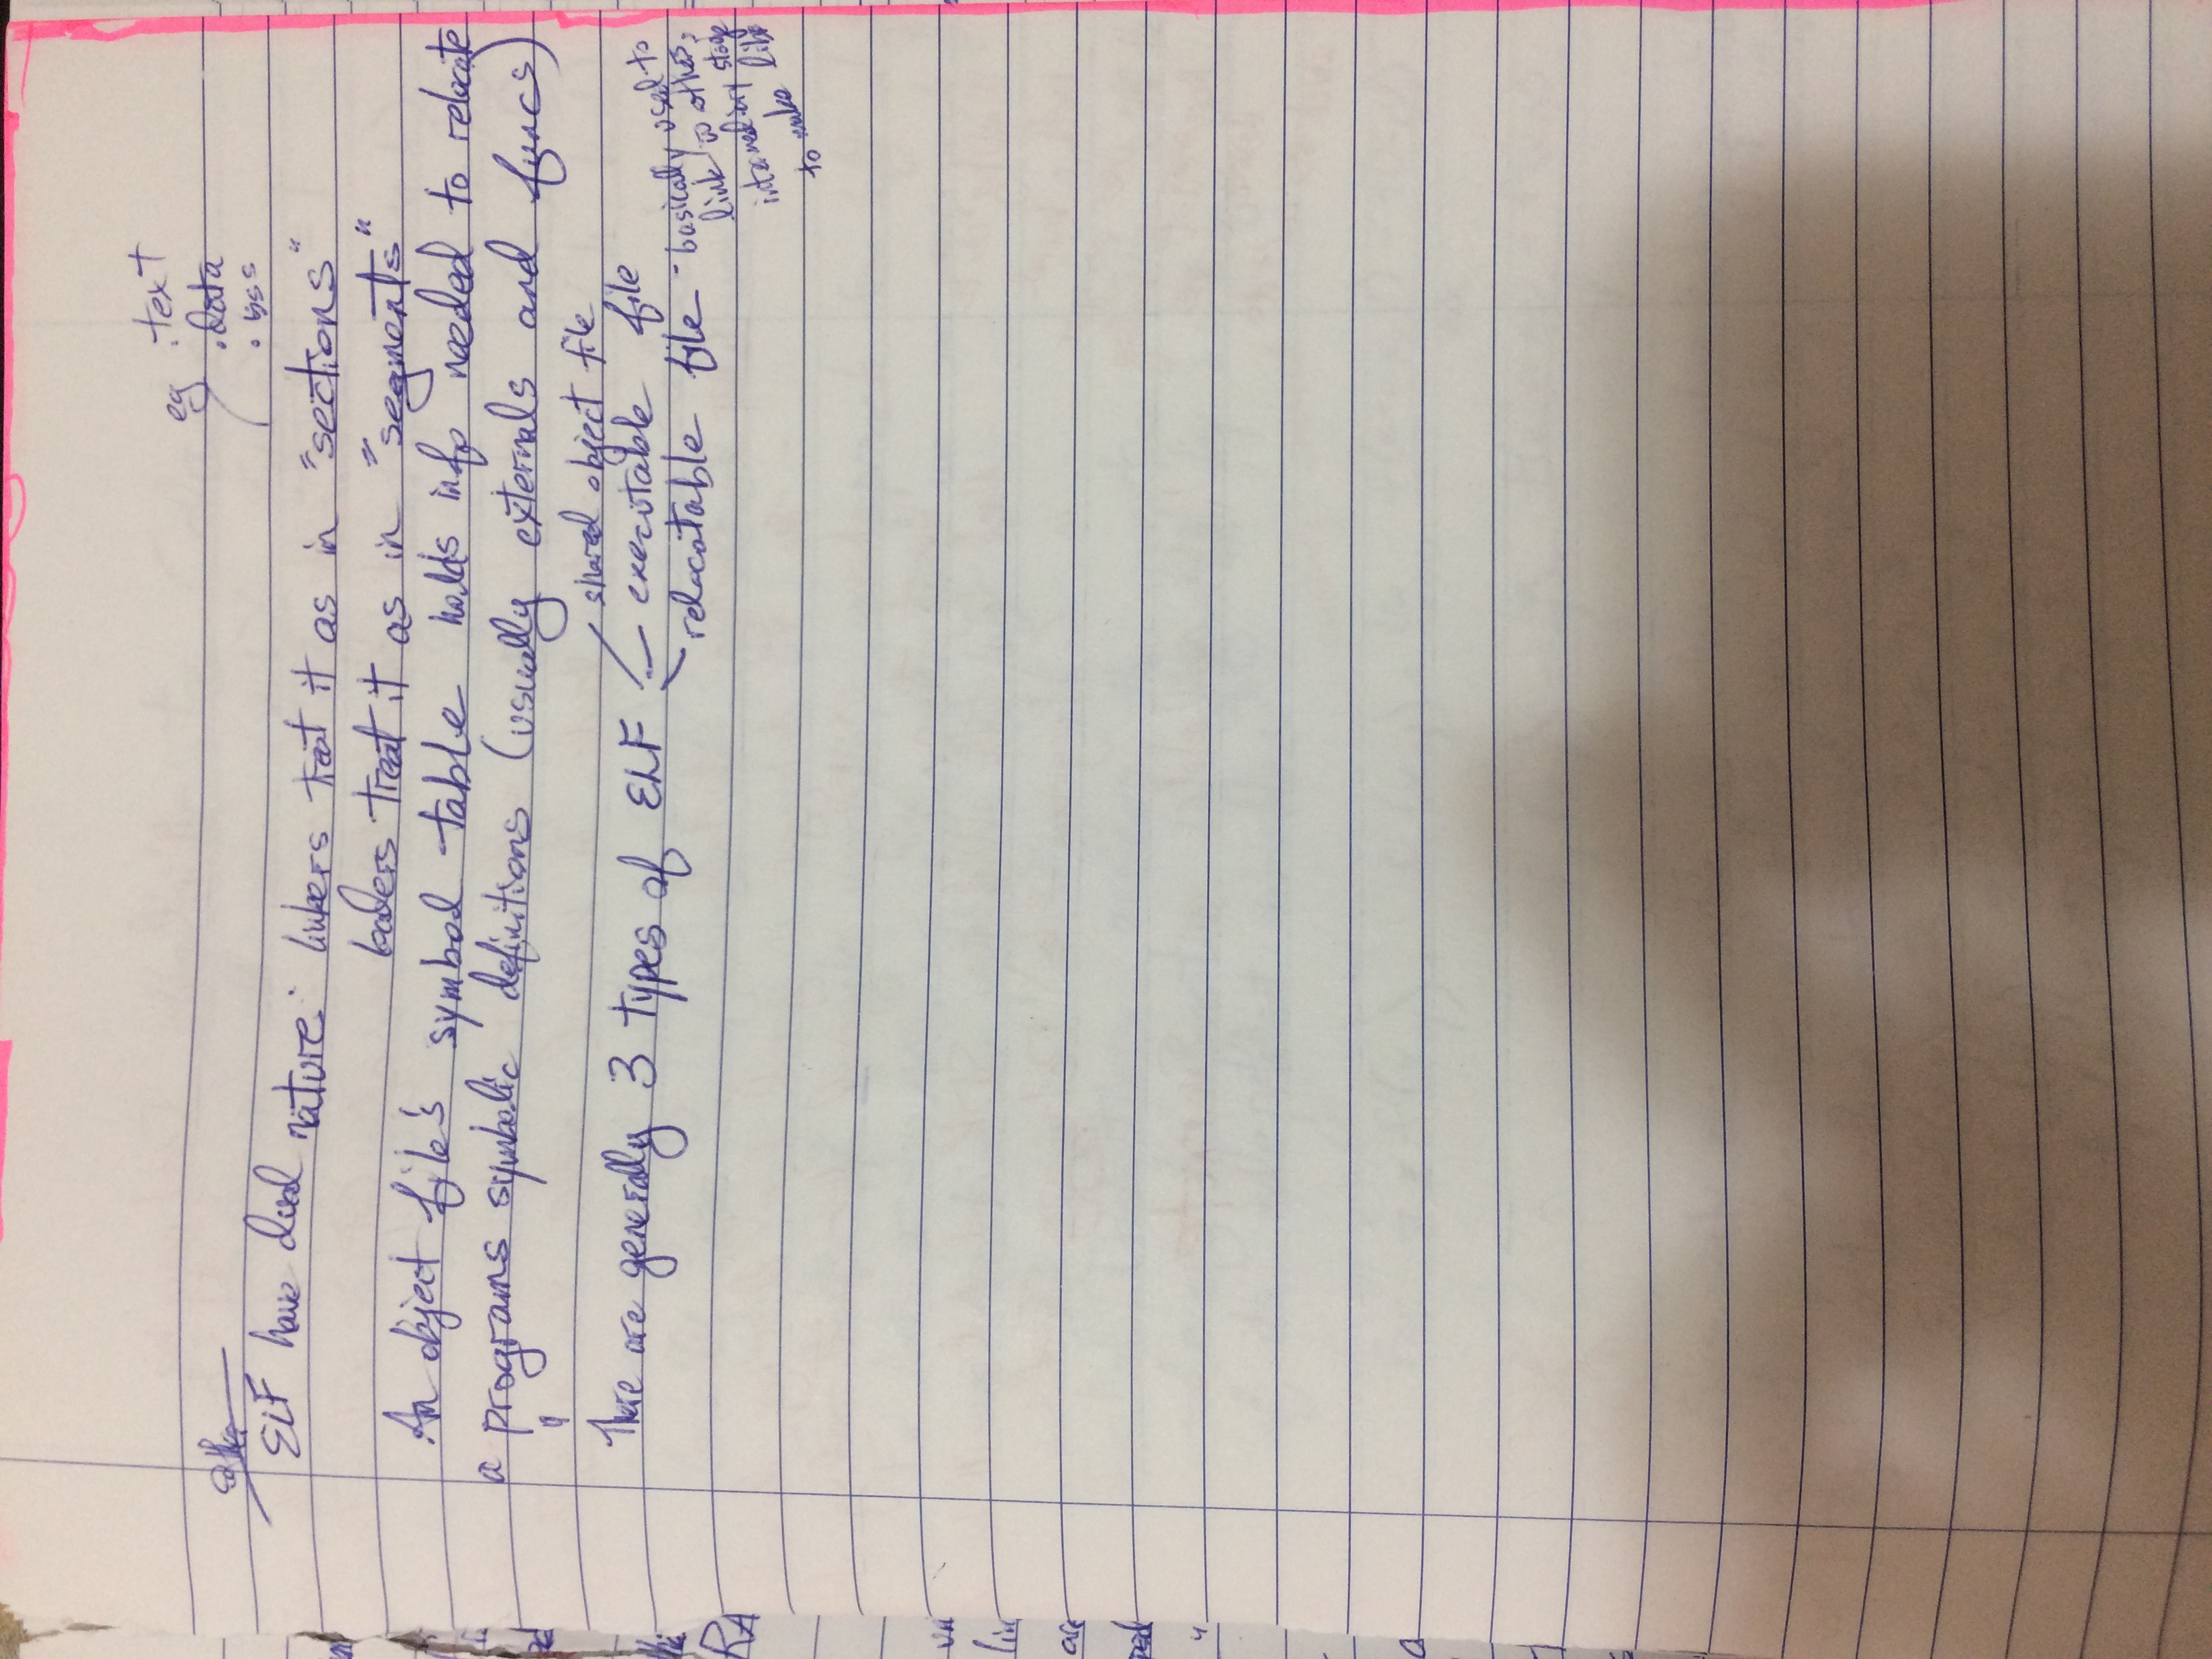 eg .text
.data
.bss
ELF have dual nature: linkers treat it as in "sections"
loaders treat it as in "segments"
An object file's symbol table holds info needed to relocate
a programs symbolic definitions (usually externals and funcs)
There are generally 3 types of ELF
shared object file
executable file
relocatable file - basically used to
link w others,
intermediary stage
to make libs
RA
lin
are